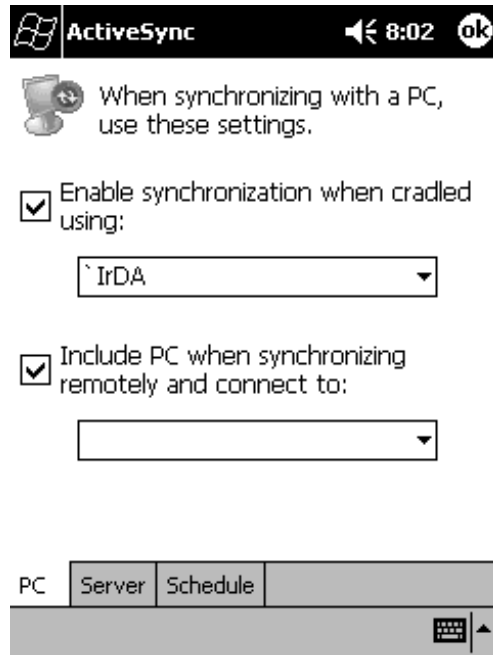 ActiveSync 8:02 ok
When synchronizing with a PC,
use these settings.
Enable synchronization when cradled
using:
` IrDA
Include PC when synchronizing
remotely and connect to:
PC Server Schedule